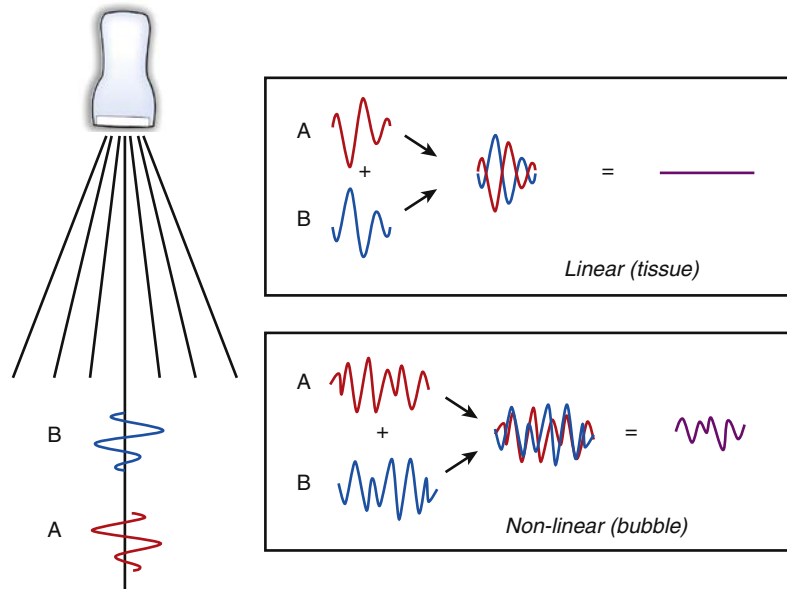 A
+
B
=
Linear (tissue)
A
+
B
=
Non-linear (bubble)
B
A